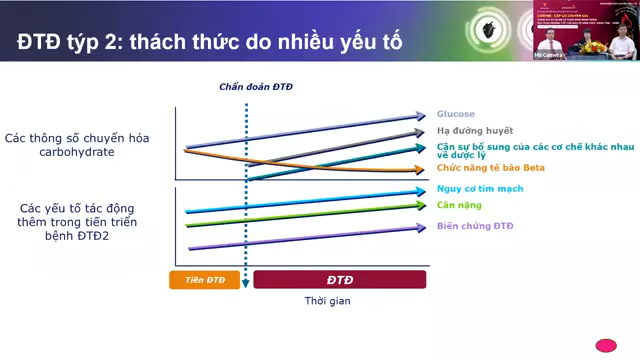 ĐTĐ týp 2: thách thức do nhiều yếu tố
Chẩn đoán ĐTĐ
Các thông số chuyển hóa
carbohydrate
Glucose
Hạ đường huyết
Cần sự bổ sung của các cơ chế khác nhau
về dược lý
Chức năng tế bào Beta
Các yếu tố tác động
thêm trong tiến triển
bệnh ĐTĐ2
Nguy cơ tim mạch
Cân nặng
Biến chứng ĐTĐ
Tiền ĐTĐ
ĐTĐ
Thời gian